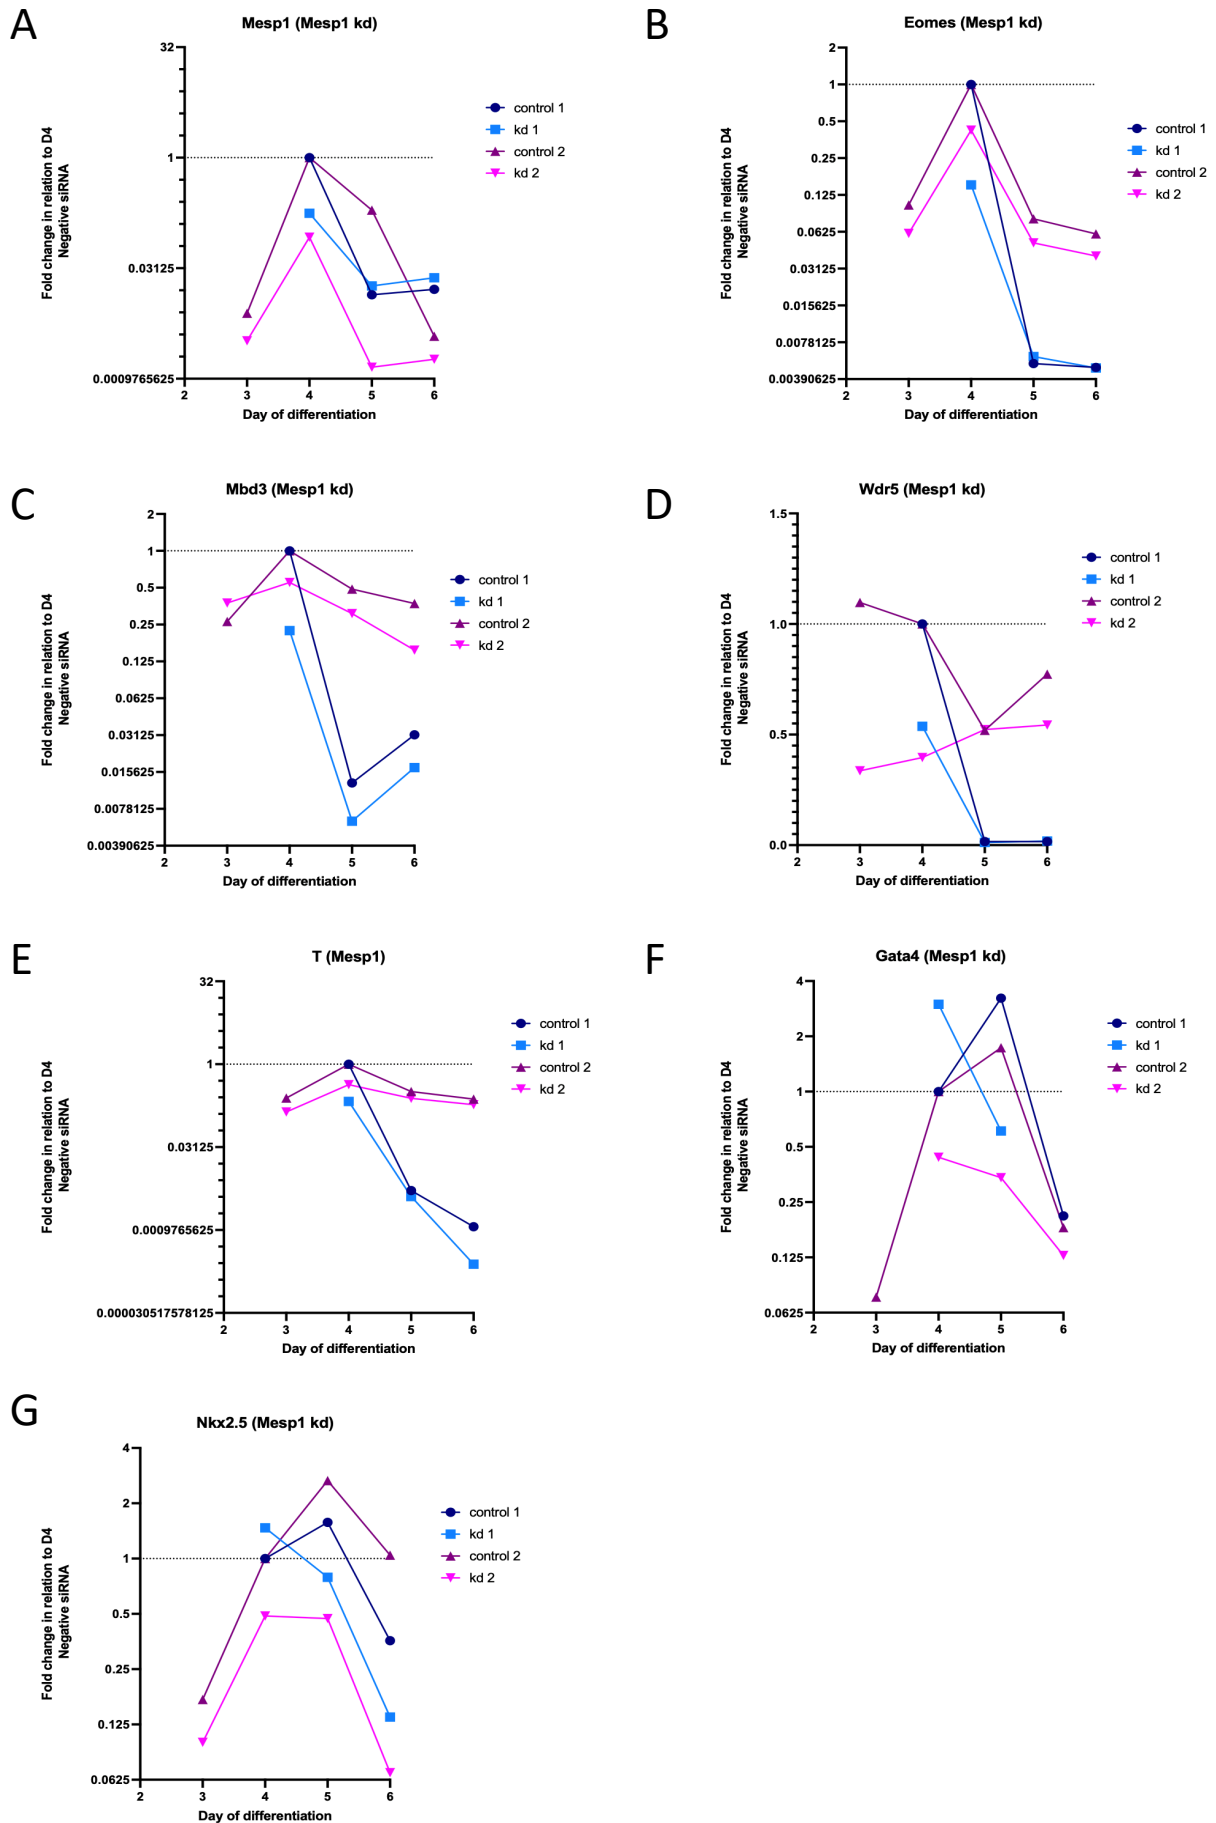 A
Mesp1 (Mesp1 kd)
32
1
0.03125
0.0009765625
2 3 4 5 6
Day of differentiation
Fold change in relation to D4
Negative siRNA
control 1
kd 1
control 2
kd 2
B
Eomes (Mesp1 kd)
2
1
0.5
0.25
0.125
0.0625
0.03125
0.015625
0.0078125
0.00390625
2 3 4 5 6
Day of differentiation
Fold change in relation to D4
Negative siRNA
control 1
kd 1
control 2
kd 2
C
Mbd3 (Mesp1 kd)
2
1
0.5
0.25
0.125
0.0625
0.03125
0.015625
0.0078125
0.00390625
2 3 4 5 6
Day of differentiation
Fold change in relation to D4
Negative siRNA
control 1
kd 1
control 2
kd 2
D
Wdr5 (Mesp1 kd)
1.5
1.0
0.5
0.0
2 3 4 5 6
Day of differentiation
Fold change in relation to D4
Negative siRNA
control 1
kd 1
control 2
kd 2
E
T (Mesp1)
32
1
0.03125
0.0009765625
0.000030517578125
2 3 4 5 6
Day of differentiation
Fold change in relation to D4
Negative siRNA
control 1
kd 1
control 2
kd 2
F
Gata4 (Mesp1 kd)
4
2
1
0.5
0.25
0.125
0.0625
2 3 4 5 6
Day of differentiation
Fold change in relation to D4
Negative siRNA
control 1
kd 1
control 2
kd 2
G
Nkx2.5 (Mesp1 kd)
4
2
1
0.5
0.25
0.125
0.0625
2 3 4 5 6
Day of differentiation
Fold change in relation to D4
Negative siRNA
control 1
kd 1
control 2
kd 2